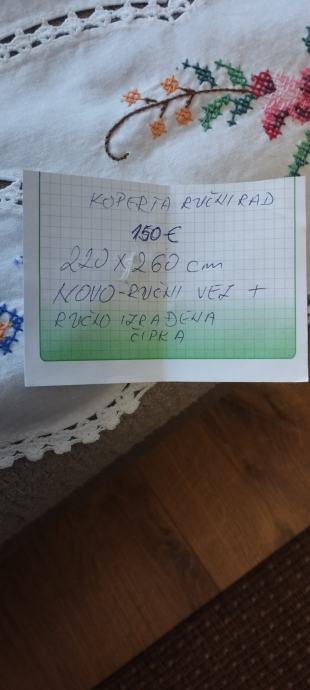 KOPERTA RUČNI RAD
150€
220 X 260 cm
NOVO-RUČNI VEZ +
RUČNO IZRAĐENA
ČIPKA